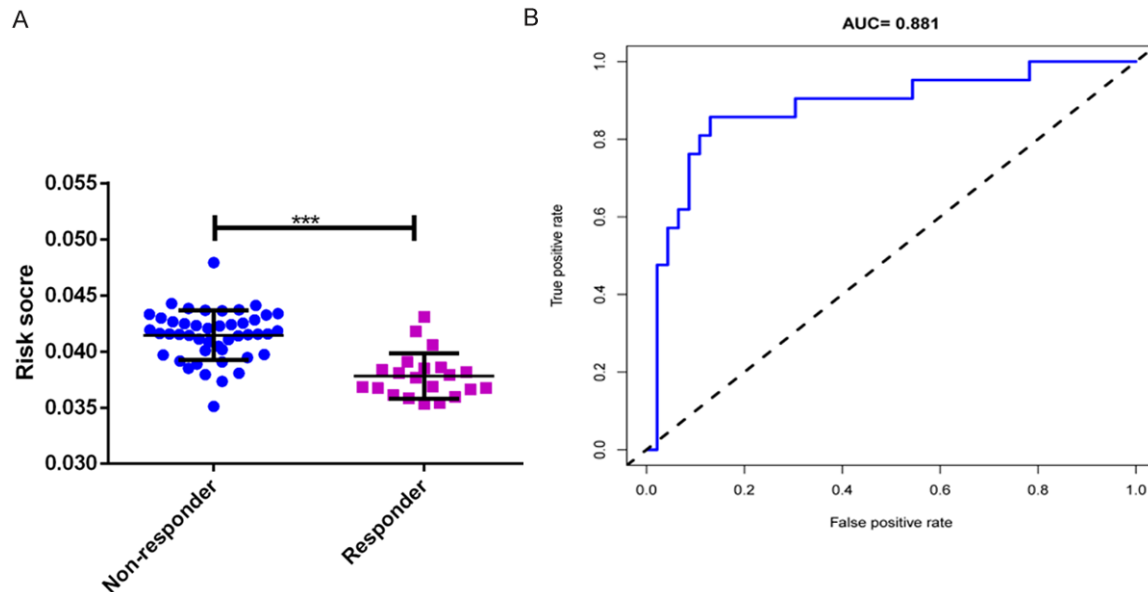 A
Risk socre
0.055
0.050
0.045
0.040
0.035
0.030
***
Non-responder
Responder
B
AUC= 0.881
True positive rate
1.0
0.8
0.6
0.4
0.2
0.0
0.0 0.2 0.4 0.6 0.8 1.0
False positive rate